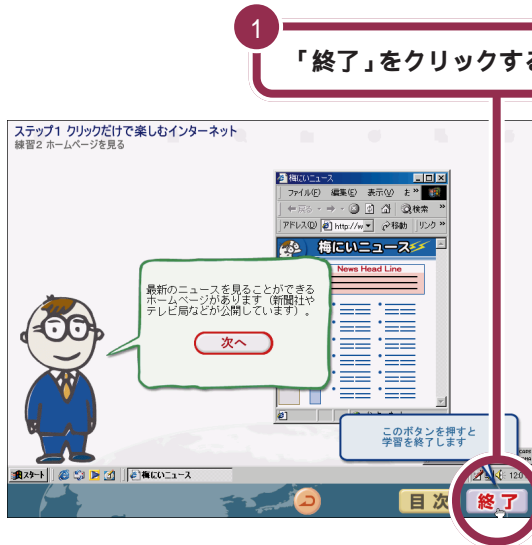 1
「終了」をクリックする
ステップ1 クリックだけで楽しむインターネット
練習2 ホームページを見る
梅にいニュース
ファイル(F) 編集(E) 表示(V) »
戻る 検索 »
アドレス(D) http://w 移動 リンク »
梅にいニュース
News Head Line
最新のニュースを見ることができる
ホームページがあります（新聞社や
テレビ局などが公開しています）。
次へ
このボタンを押すと
学習を終了します
スタート 梅にいニュース
目次
終了